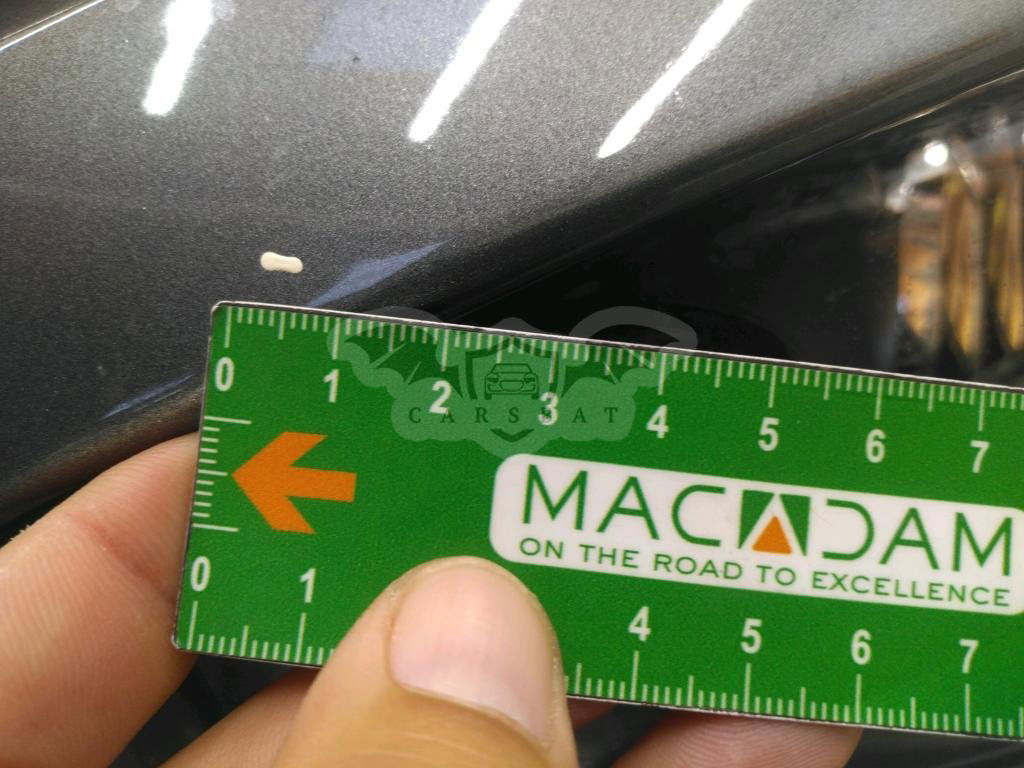 0 1 2 3 4 5 6 7
CARSBAT
MACADAM
ON THE ROAD TO EXCELLENCE
0 1 4 5 6 7